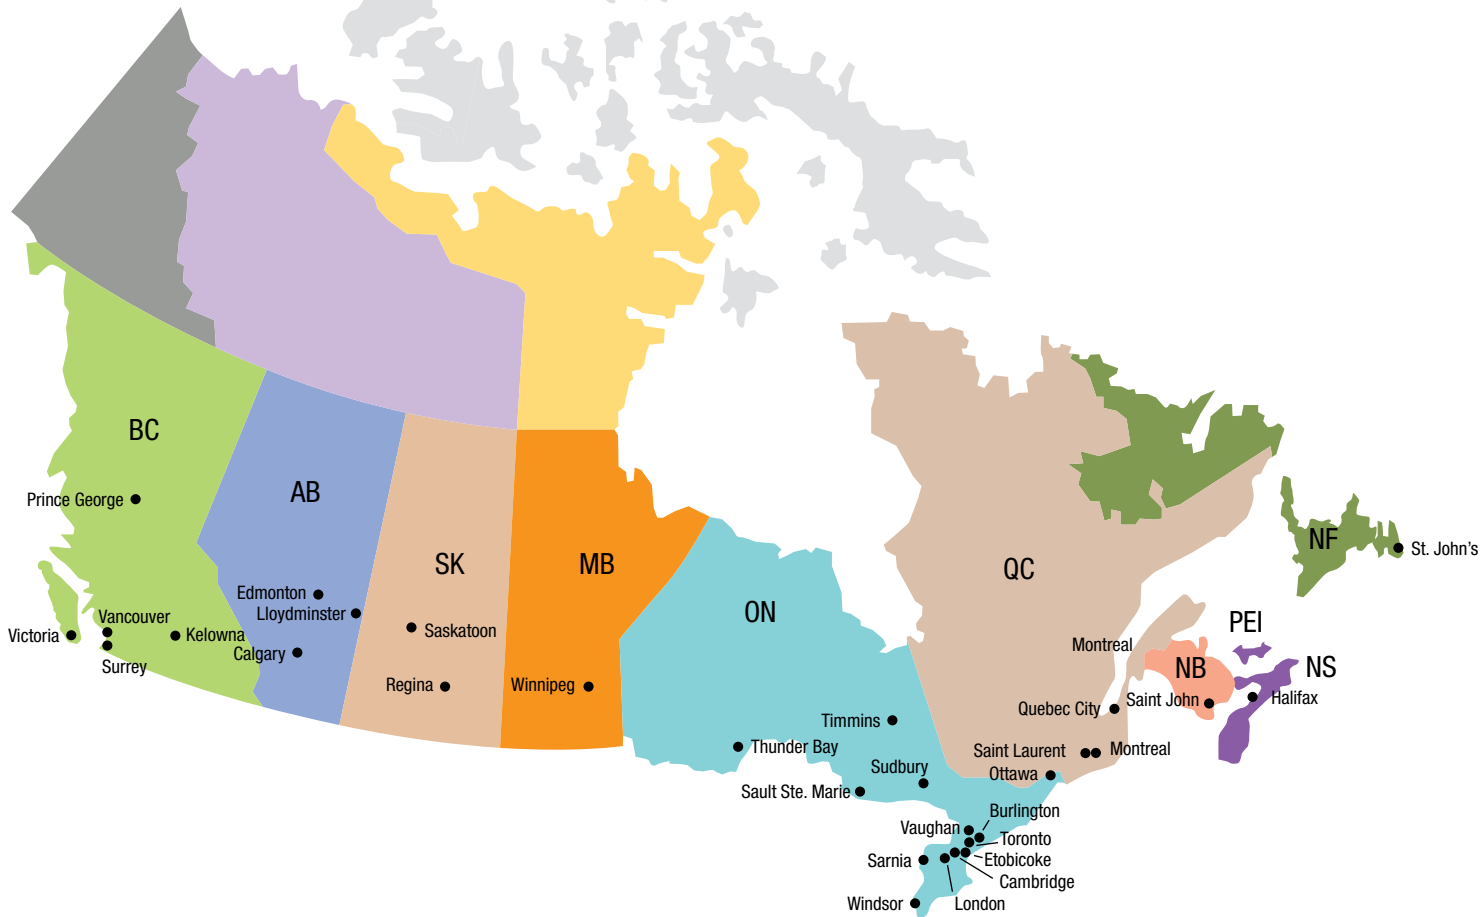 BC
Prince George
AB
Edmonton
Lloydminster
Vancouver
Victoria
Kelowna
Surrey
Calgary
SK
Saskatoon
Regina
MB
Winnipeg
ON
Timmins
Thunder Bay
Sudbury
Sault Ste. Marie
QC
Montreal
Quebec City
Saint Laurent
Montreal
Ottawa
NF
St. John's
PEI
NB
NS
Saint John
Halifax
Burlington
Vaughan
Toronto
Sarnia
Etobicoke
Cambridge
Windsor
London